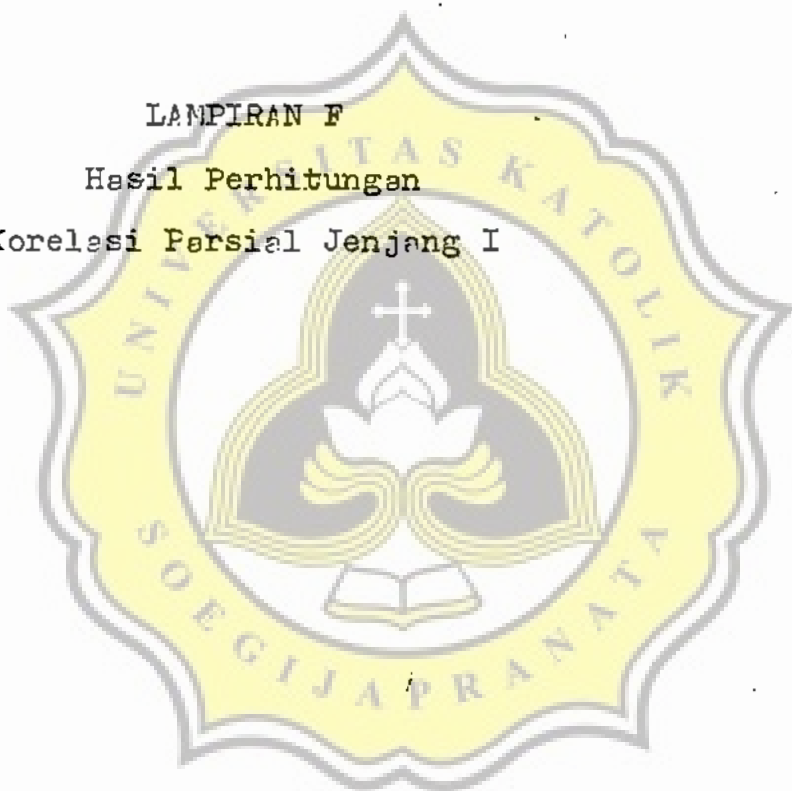 LAMPIRAN F
Hasil Perhitungan
Korelasi Parsial Jenjang I
UNIVERSITAS KATOLIK
SOEGIJAPRANATA